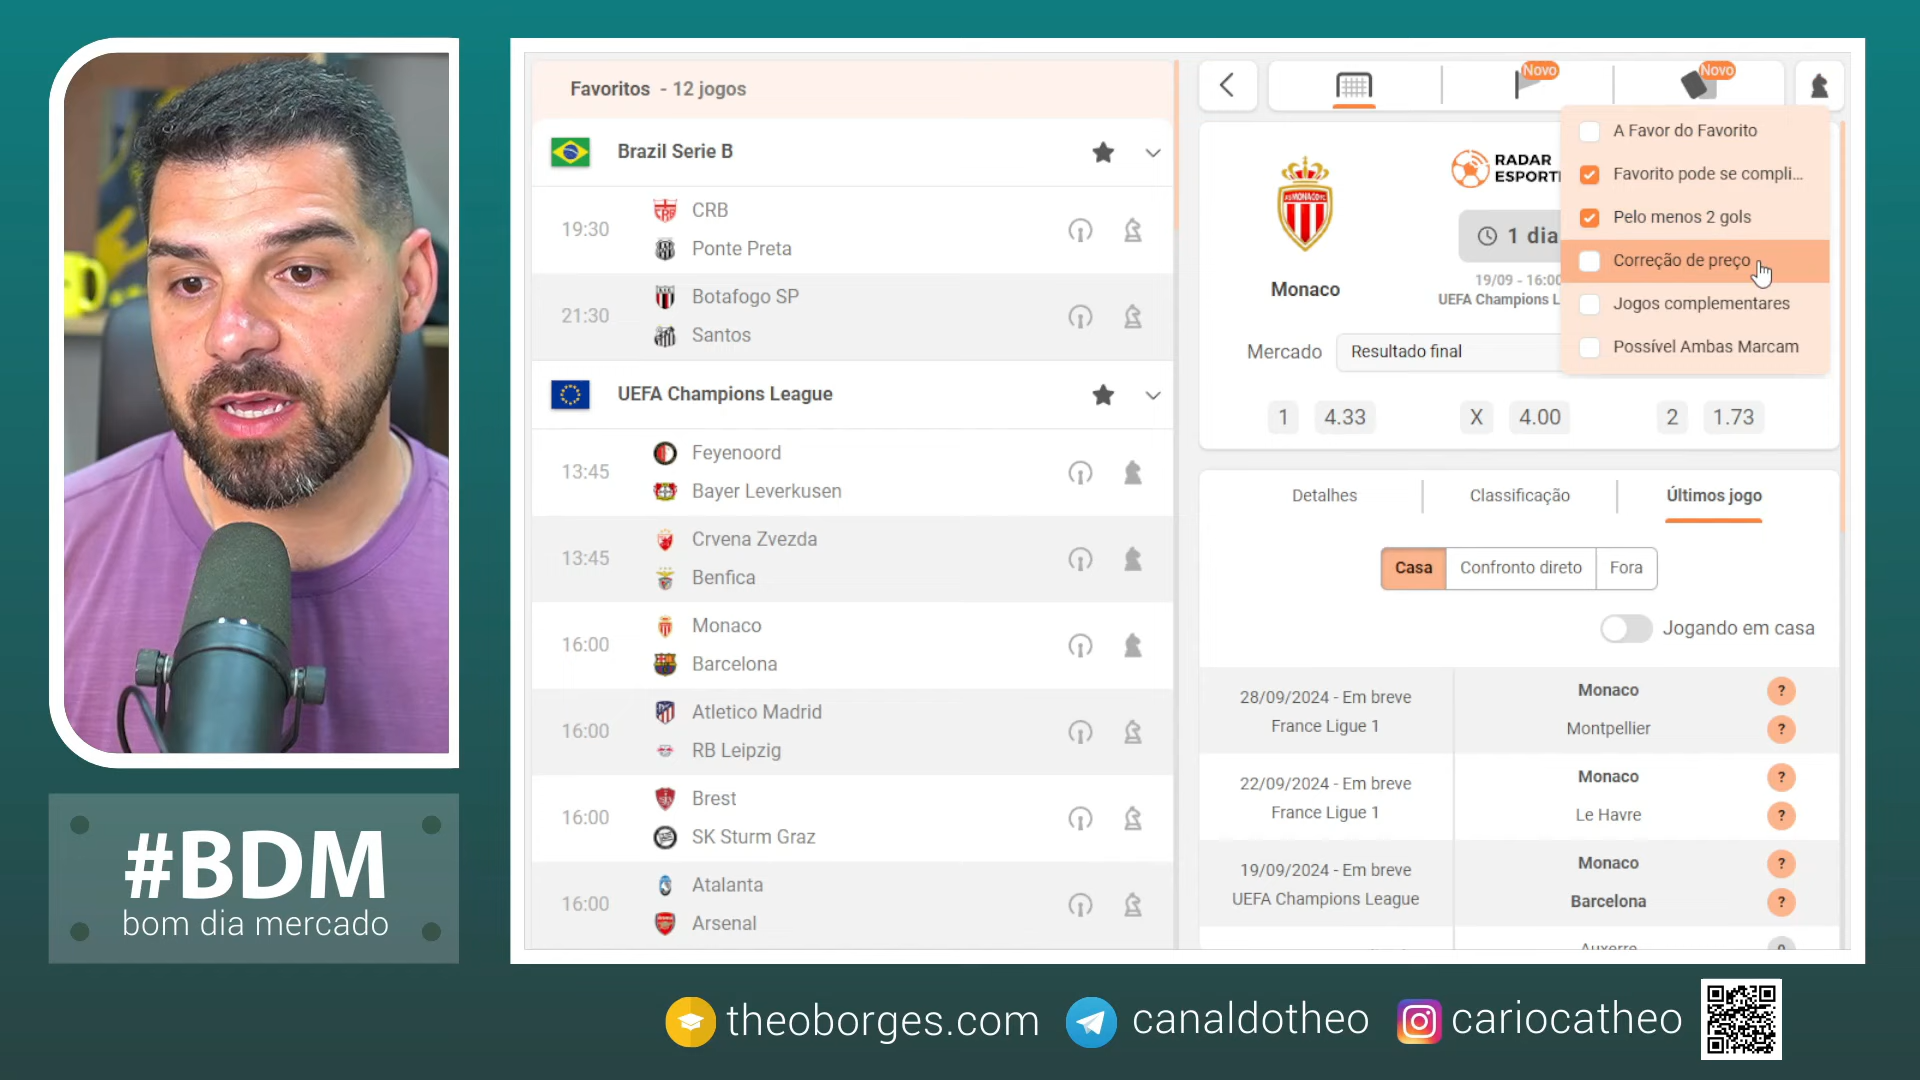 Favoritos - 12 jogos
Brazil Serie B
19:30
CRB
Ponte Preta
21:30
Botafogo SP
Santos
UEFA Champions League
13:45
Feyenoord
Bayer Leverkusen
13:45
Crvena Zvezda
Benfica
16:00
Monaco
Barcelona
16:00
Atletico Madrid
RB Leipzig
16:00
Brest
SK Sturm Graz
16:00
Atalanta
Arsenal
Novo
Novo
A Favor do Favorito
Favorito pode se compli...
Pelo menos 2 gols
Correção de preço
Jogos complementares
Possível Ambas Marcam
RADAR
ESPORTI
Monaco
1 dia
19/09 - 16:00
UEFA Champions L
Mercado Resultado final
1 4.33 X 4.00 2 1.73
Detalhes Classificação Últimos jogo
Casa Confronto direto Fora
Jogando em casa
28/09/2024 - Em breve
France Ligue 1
Monaco ?
Montpellier ?
22/09/2024 - Em breve
France Ligue 1
Monaco ?
Le Havre ?
19/09/2024 - Em breve
UEFA Champions League
Monaco ?
Barcelona ?
Auxerre
#BDM
bom dia mercado
theoborges.com canaldotheo cariocatheo